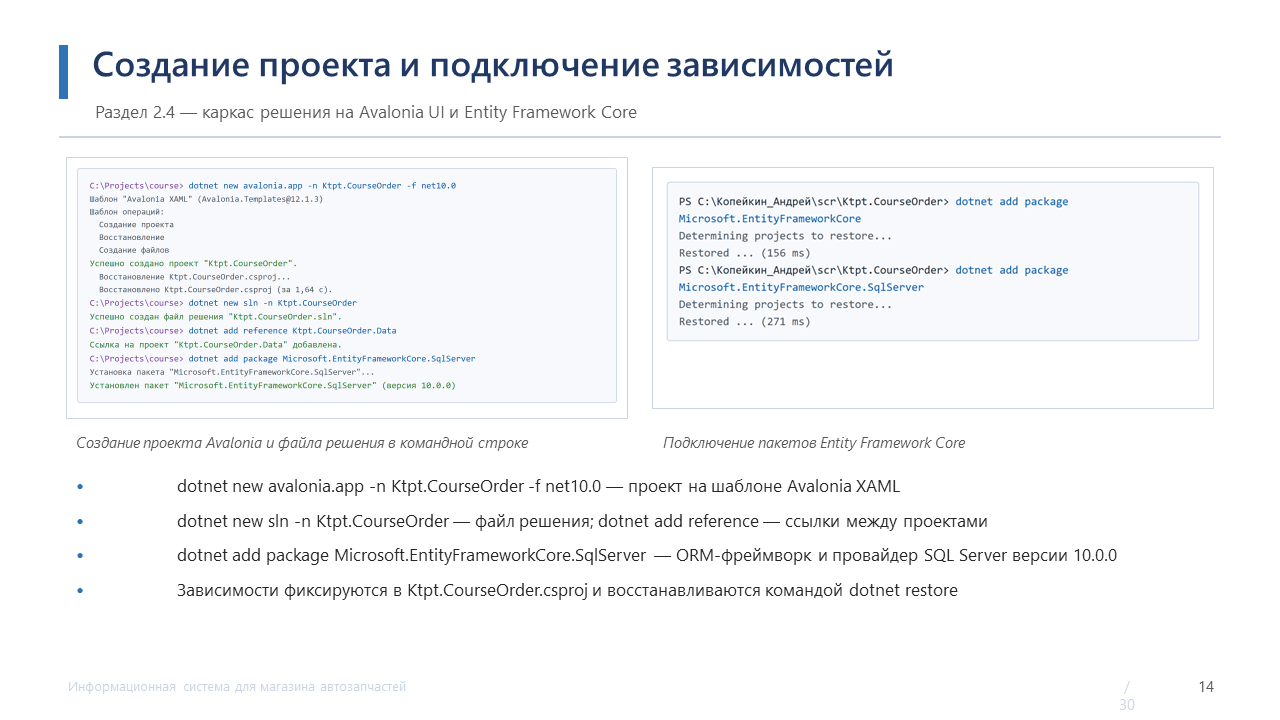 Создание проекта и подключение зависимостей
Раздел 2.4 — каркас решения на Avalonia UI и Entity Framework Core
C:\Projects\course> dotnet new avalonia.app -n Ktpt.CourseOrder -f net10.0
Шаблон "Avalonia XAML" (Avalonia.Templates@12.1.3)
Шаблон операций:
Создание проекта
Восстановление
Создание файлов
Успешно создано проект "Ktpt.CourseOrder".
Восстановление Ktpt.CourseOrder.csproj...
Восстановлено Ktpt.CourseOrder.csproj (за 1,64 с).
C:\Projects\course> dotnet new sln -n Ktpt.CourseOrder
Успешно создан файл решения "Ktpt.CourseOrder.sln".
C:\Projects\course> dotnet add reference Ktpt.CourseOrder.Data
Ссылка на проект "Ktpt.CourseOrder.Data" добавлена.
C:\Projects\course> dotnet add package Microsoft.EntityFrameworkCore.SqlServer
Установка пакета "Microsoft.EntityFrameworkCore.SqlServer"...
Установлен пакет "Microsoft.EntityFrameworkCore.SqlServer" (версия 10.0.0)
PS C:\Копейкин_Андрей\scr\Ktpt.CourseOrder> dotnet add package
Microsoft.EntityFrameworkCore
Determining projects to restore...
Restored ... (156 ms)
PS C:\Копейкин_Андрей\scr\Ktpt.CourseOrder> dotnet add package
Microsoft.EntityFrameworkCore.SqlServer
Determining projects to restore...
Restored ... (271 ms)
Создание проекта Avalonia и файла решения в командной строке
Подключение пакетов Entity Framework Core
• dotnet new avalonia.app -n Ktpt.CourseOrder -f net10.0 — проект на шаблоне Avalonia XAML
• dotnet new sln -n Ktpt.CourseOrder — файл решения; dotnet add reference — ссылки между проектами
• dotnet add package Microsoft.EntityFrameworkCore.SqlServer — ORM-фреймворк и провайдер SQL Server версии 10.0.0
• Зависимости фиксируются в Ktpt.CourseOrder.csproj и восстанавливаются командой dotnet restore
Информационная система для магазина автозапчастей
/
30
14